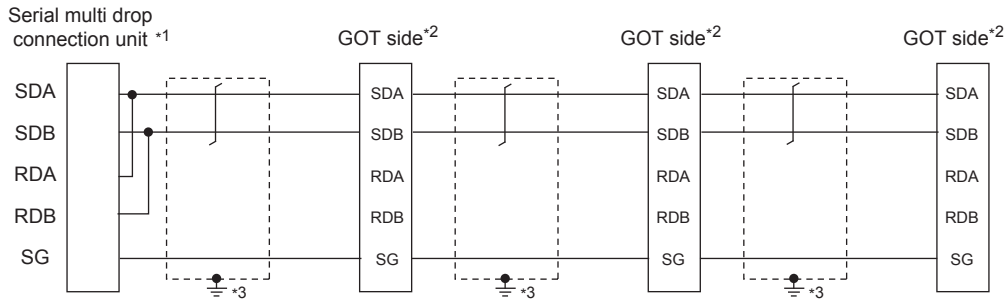 Serial multi drop
connection unit *1
GOT side*2
GOT side*2
GOT side*2
SDA
SDB
RDA
RDB
SG
SDA
SDB
RDA
RDB
SG
SDA
SDB
RDA
RDB
SG
SDA
SDB
RDA
RDB
SG
*3
*3
*3